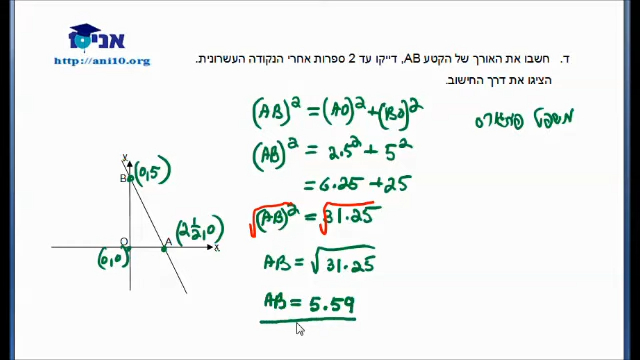 אני10
http://ani10.org
ד. חשבו את האורך של הקטע AB, דייקו עד 2 ספרות אחרי הנקודה העשרונית.
הציגו את דרך החישוב.
משפט פיתגורס
(AB)² = (AO)² + (BO)²
(AB)² = 2.5² + 5²
= 6.25 + 25
√(AB)² = √31.25
AB = √31.25
AB = 5.59
y
B (0,5)
(2½,0)
O A x
(0,0)